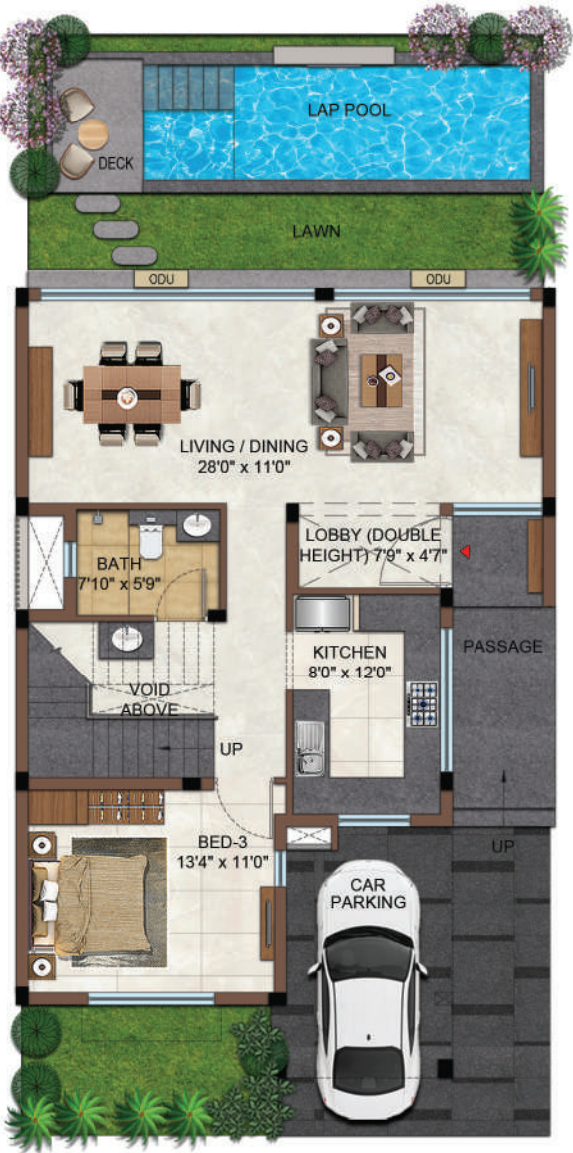 LAP POOL
DECK
LAWN
ODU
ODU
LIVING / DINING
28'0" x 11'0"
LOBBY (DOUBLE
HEIGHT) 7'9" x 4'7"
BATH
7'10" x 5'9"
KITCHEN
8'0" x 12'0"
PASSAGE
VOID
ABOVE
UP
BED-3
13'4" x 11'0"
UP
CAR
PARKING